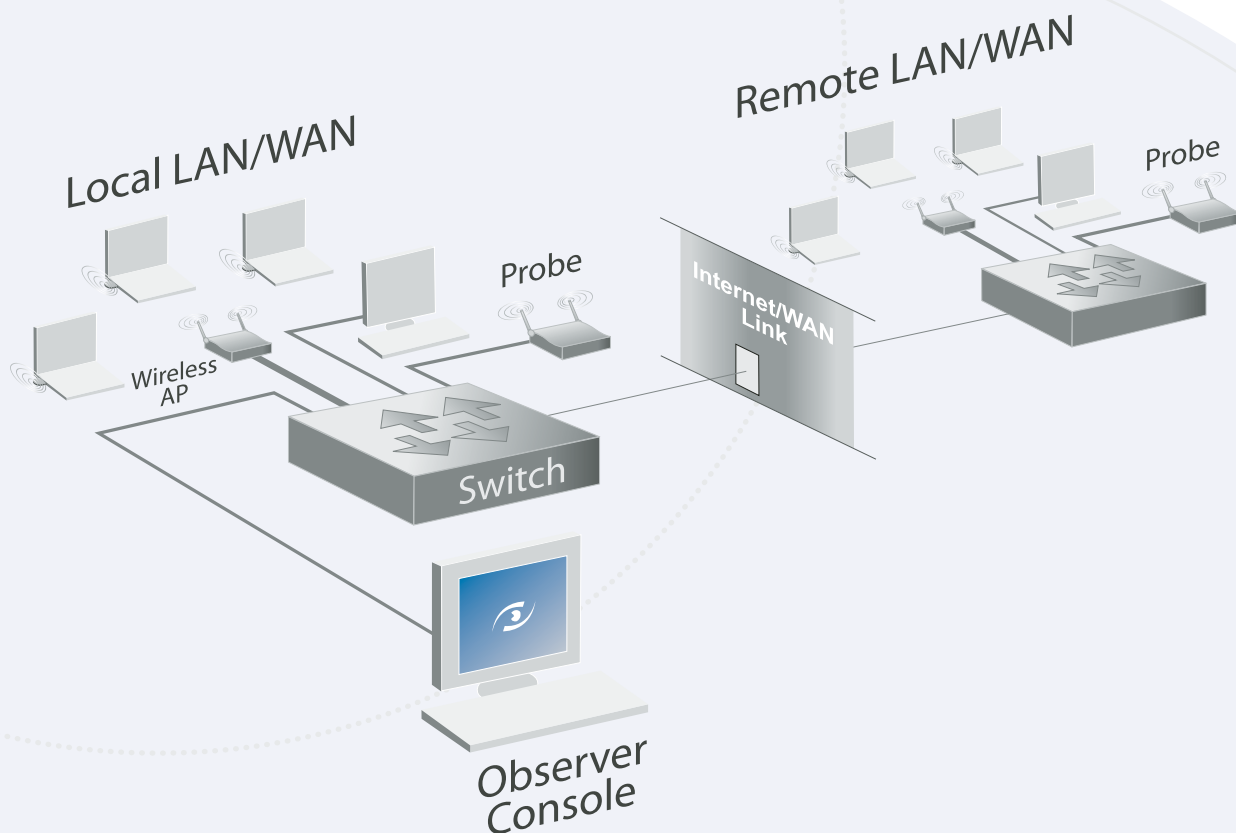 Remote LAN/WAN
Local LAN/WAN
Probe
Probe
Internet/WAN
Link
Wireless
AP
Switch
Observer
Console